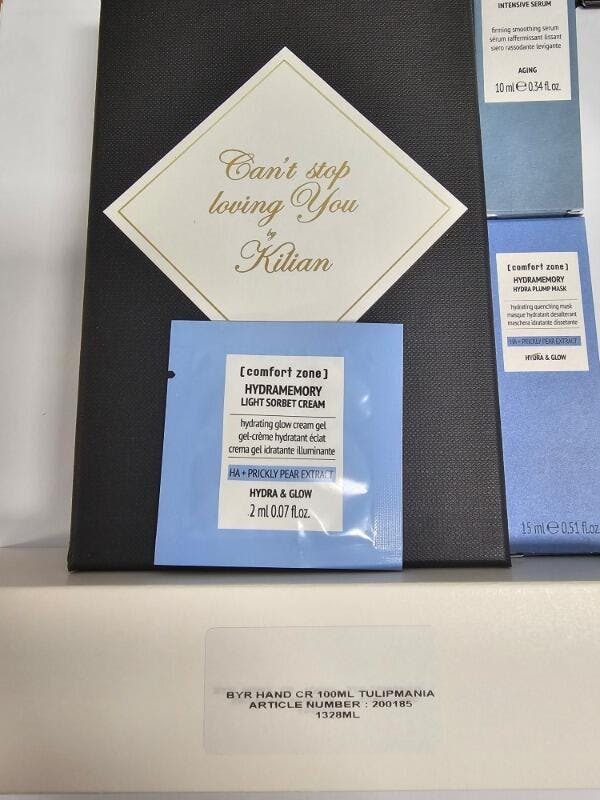 INTENSIVE SERUM
firming smoothing serum
sérum raffermissant lissant
siero rassodante levigante
AGING
10 ml ℮ 0.34 fl.oz.
Can't stop
loving You
by
Kilian
[comfort zone]
HYDRAMEMORY
HYDRA PLUMP MASK
hydrating quenching mask
masque hydratant desalterant
maschera idratante dissetante
HA + PRICKLY PEAR EXTRACT
HYDRA & GLOW
15 ml ℮ 0.51 fl.oz
[comfort zone]
HYDRAMEMORY
LIGHT SORBET CREAM
hydrating glow cream gel
gel-crème hydratant éclat
crema gel idratante illuminante
HA + PRICKLY PEAR EXTRACT
HYDRA & GLOW
2 ml 0.07 fl.oz.
BYR HAND CR 100ML TULIPMANIA
ARTICLE NUMBER : 200185
1328ML